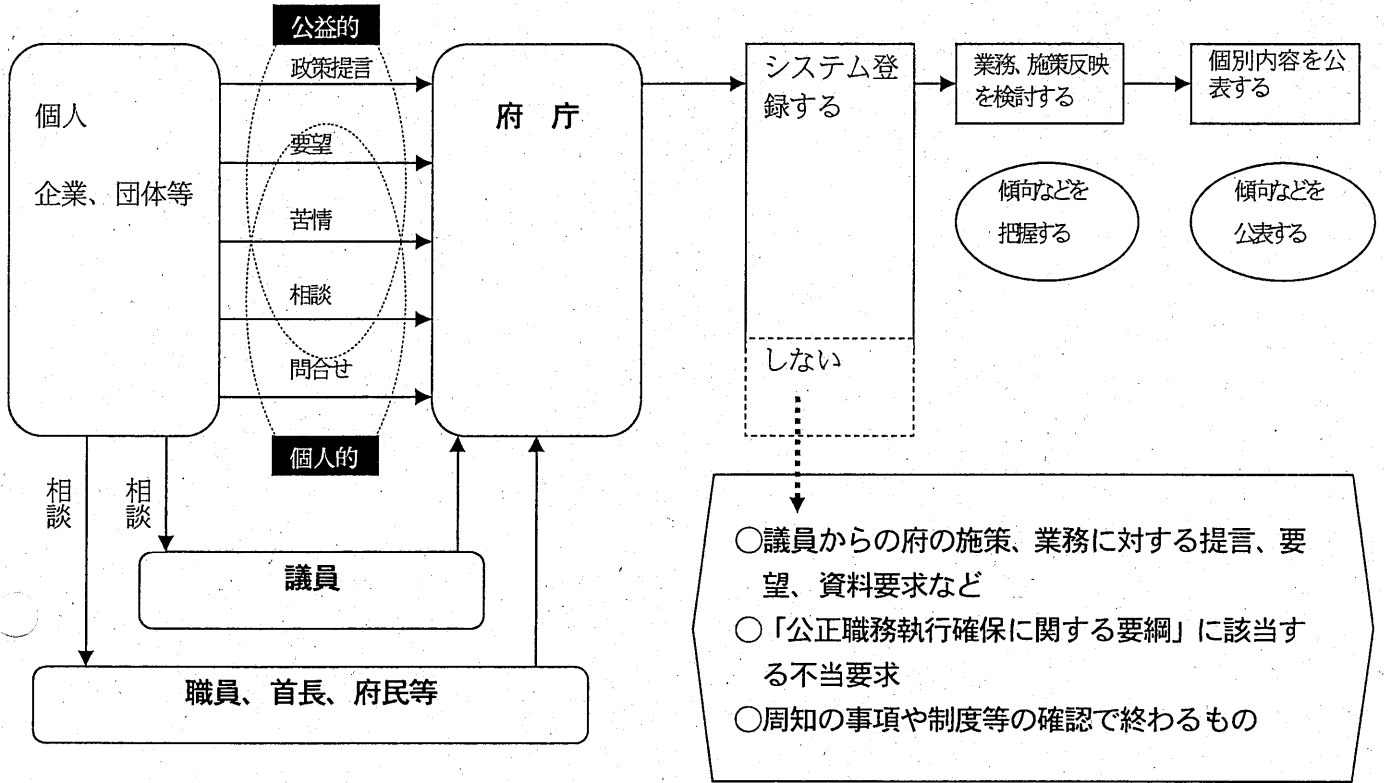 公益的
政策提言
要望
苦情
相談
問合せ
個人的
個人
企業、団体等
府 庁
システム登
録する
しない
業務、施策反映
を検討する
個別内容を公
表する
傾向などを
把握する
傾向などを
公表する
相談
相談
議員
職員、首長、府民等
○議員からの府の施策、業務に対する提言、要
望、資料要求など
○「公正職務執行確保に関する要綱」に該当す
る不当要求
○周知の事項や制度等の確認で終わるもの